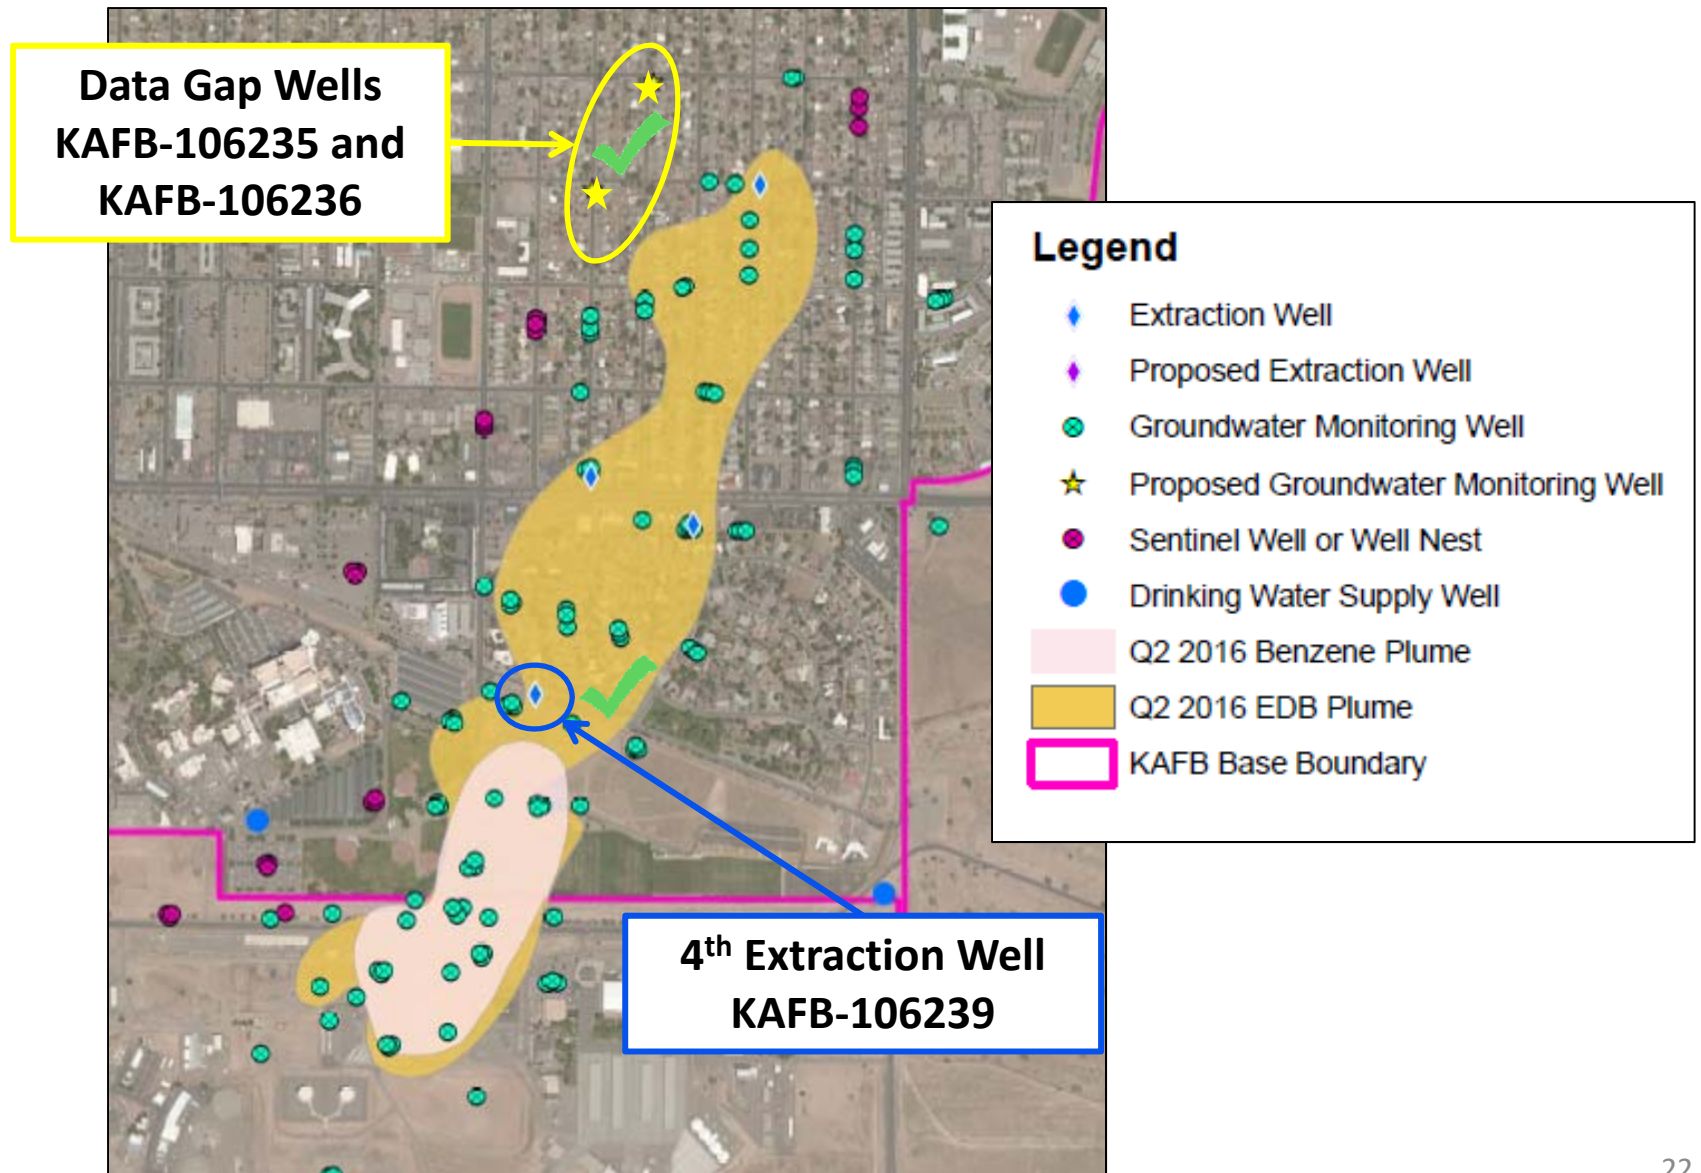 Data Gap Wells
KAFB-106235 and
KAFB-106236
Legend
Extraction Well
Proposed Extraction Well
Groundwater Monitoring Well
Proposed Groundwater Monitoring Well
Sentinel Well or Well Nest
Drinking Water Supply Well
Q2 2016 Benzene Plume
Q2 2016 EDB Plume
KAFB Base Boundary
4th Extraction Well
KAFB-106239
22